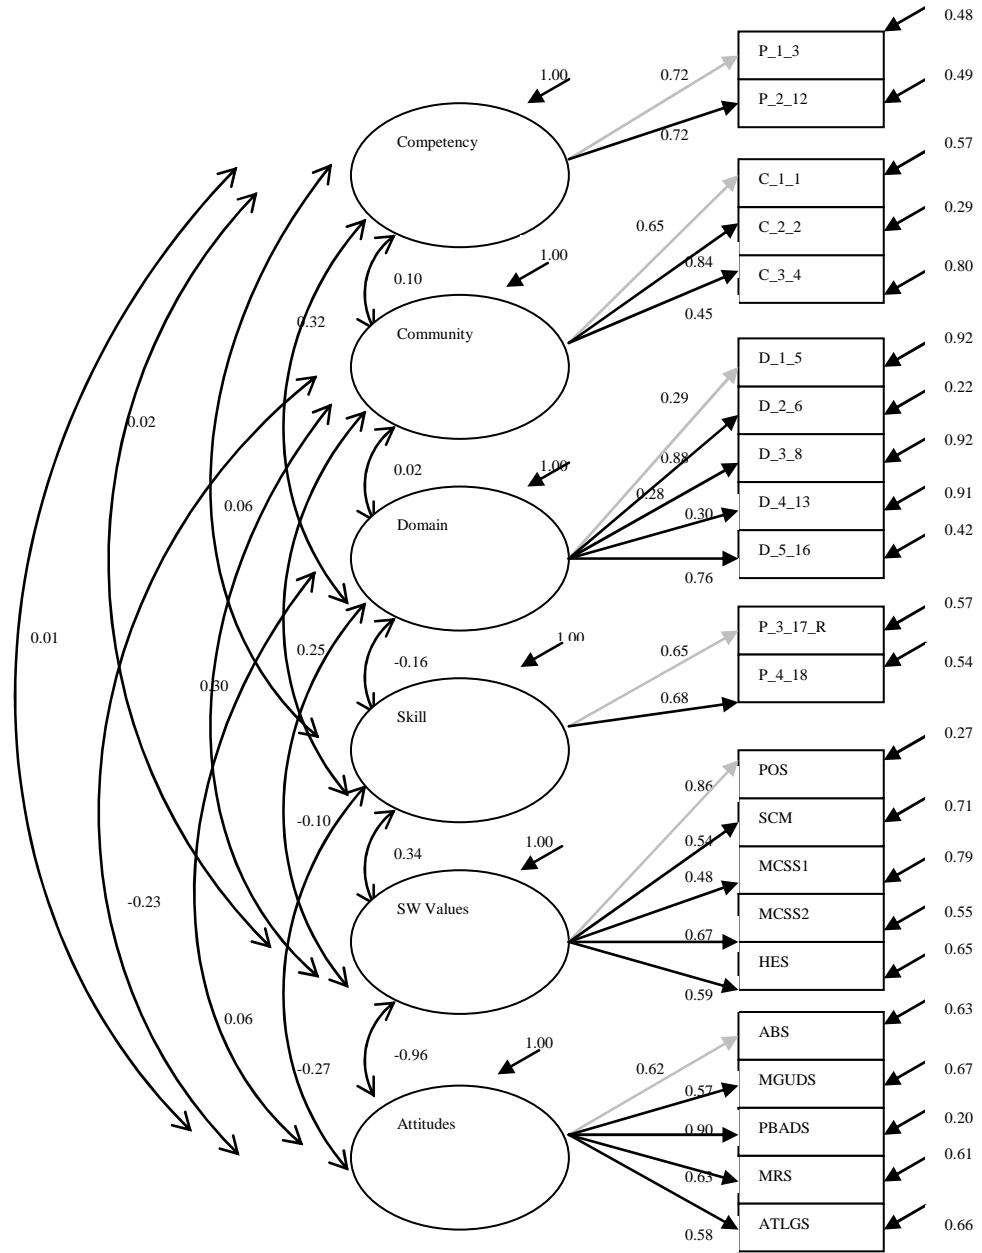 0.48
P_1_3
1.00
0.72
0.49
P_2_12
0.72
Competency
0.57
C_1_1
0.65
0.29
C_2_2
1.00
0.84
0.80
C_3_4
0.10
0.45
0.32
Community
0.92
D_1_5
0.22
0.29
D_2_6
0.02
0.92
0.88
D_3_8
1.00
0.02
0.28
0.91
D_4_13
0.06
0.30
Domain
0.42
D_5_16
0.76
0.57
P_3_17_R
0.01
1.00
0.25
0.65
-0.16
0.54
P_4_18
0.30
0.68
Skill
0.27
POS
0.86
0.71
SCM
-0.10
1.00
0.54
0.34
0.79
MCSS1
0.48
-0.23
SW Values
0.55
MCSS2
0.67
0.65
HES
0.59
0.63
0.06
ABS
1.00
-0.96
-0.27
0.62
0.67
MGUDS
0.57
0.20
Attitudes
PBADS
0.90
0.61
MRS
0.63
0.66
ATLGS
0.58